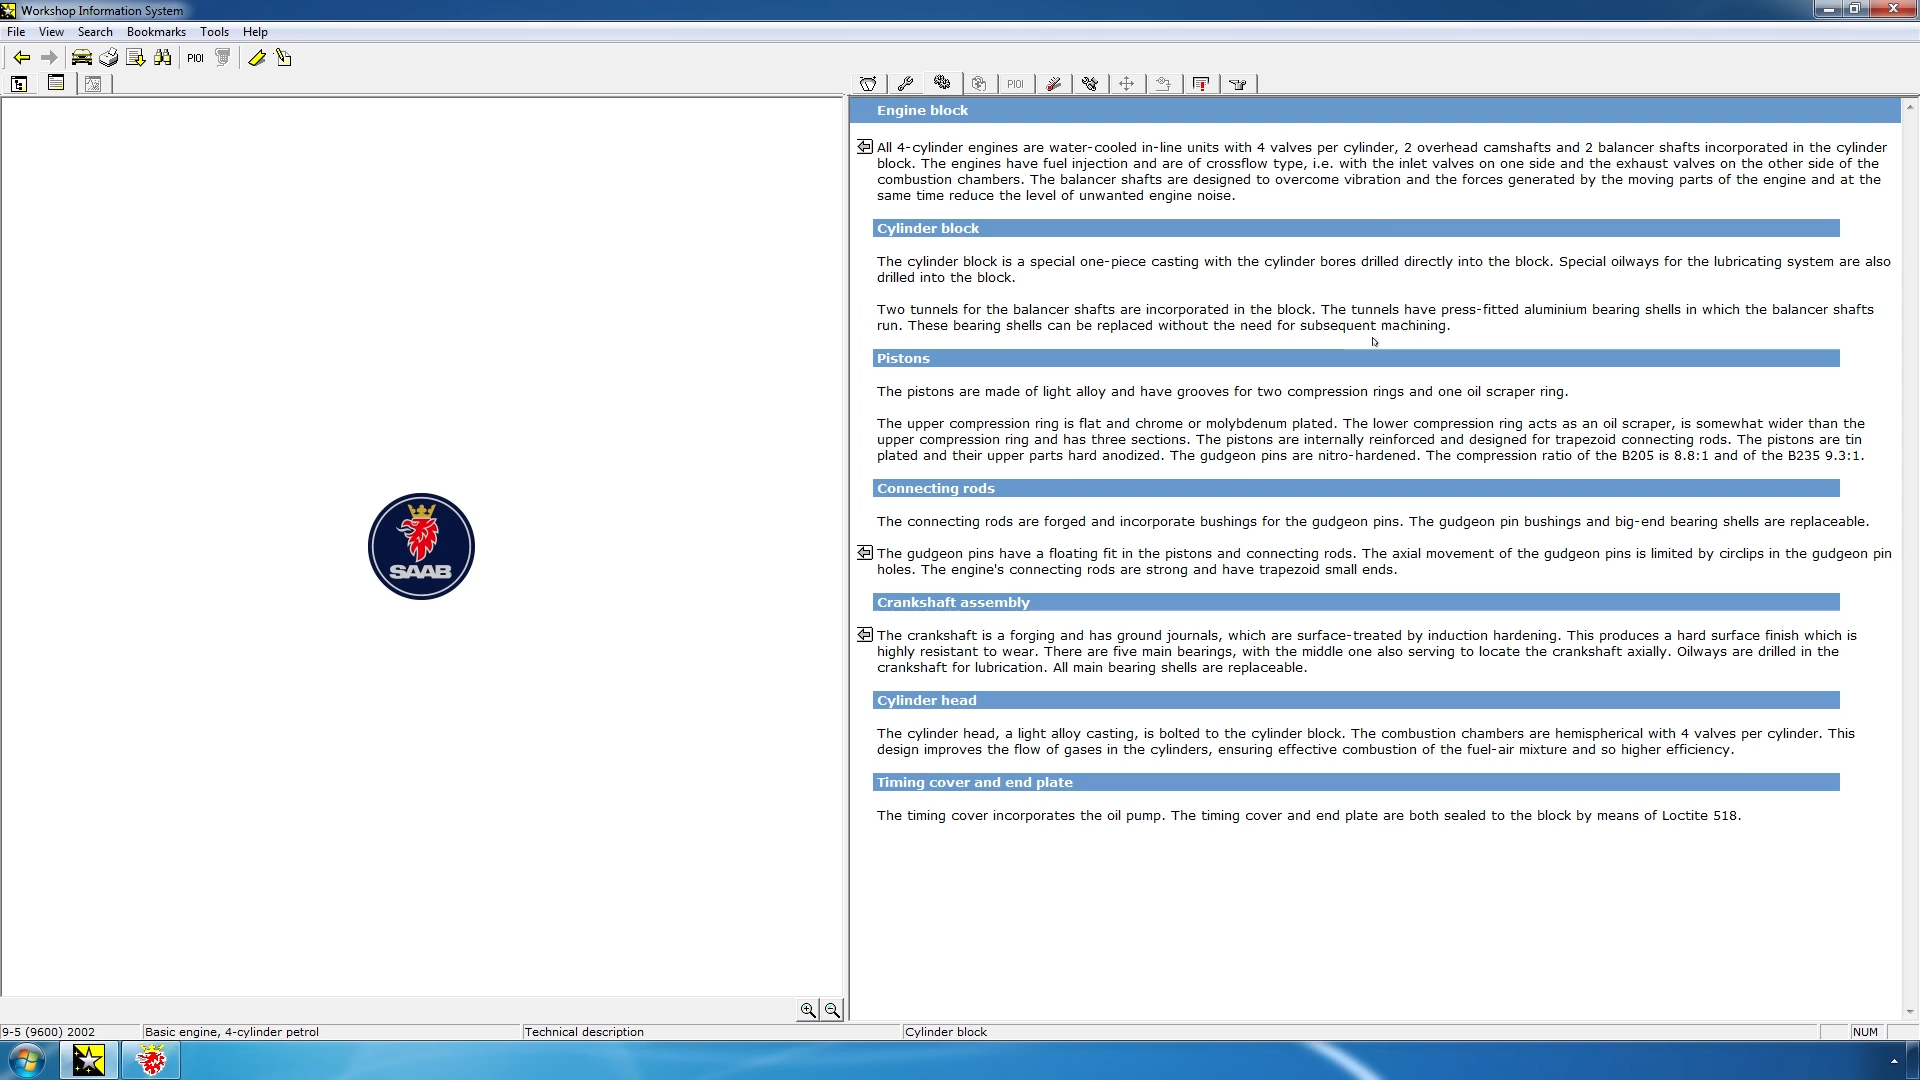 Workshop Information System
File View Search Bookmarks Tools Help
PIOI
PIOI
Engine block
All 4-cylinder engines are water-cooled in-line units with 4 valves per cylinder, 2 overhead camshafts and 2 balancer shafts incorporated in the cylinder
block. The engines have fuel injection and are of crossflow type, i.e. with the inlet valves on one side and the exhaust valves on the other side of the
combustion chambers. The balancer shafts are designed to overcome vibration and the forces generated by the moving parts of the engine and at the
same time reduce the level of unwanted engine noise.
Cylinder block
The cylinder block is a special one-piece casting with the cylinder bores drilled directly into the block. Special oilways for the lubricating system are also
drilled into the block.
Two tunnels for the balancer shafts are incorporated in the block. The tunnels have press-fitted aluminium bearing shells in which the balancer shafts
run. These bearing shells can be replaced without the need for subsequent machining.
Pistons
The pistons are made of light alloy and have grooves for two compression rings and one oil scraper ring.
The upper compression ring is flat and chrome or molybdenum plated. The lower compression ring acts as an oil scraper, is somewhat wider than the
upper compression ring and has three sections. The pistons are internally reinforced and designed for trapezoid connecting rods. The pistons are tin
plated and their upper parts hard anodized. The gudgeon pins are nitro-hardened. The compression ratio of the B205 is 8.8:1 and of the B235 9.3:1.
Connecting rods
The connecting rods are forged and incorporate bushings for the gudgeon pins. The gudgeon pin bushings and big-end bearing shells are replaceable.
The gudgeon pins have a floating fit in the pistons and connecting rods. The axial movement of the gudgeon pins is limited by circlips in the gudgeon pin
holes. The engine's connecting rods are strong and have trapezoid small ends.
Crankshaft assembly
The crankshaft is a forging and has ground journals, which are surface-treated by induction hardening. This produces a hard surface finish which is
highly resistant to wear. There are five main bearings, with the middle one also serving to locate the crankshaft axially. Oilways are drilled in the
crankshaft for lubrication. All main bearing shells are replaceable.
Cylinder head
The cylinder head, a light alloy casting, is bolted to the cylinder block. The combustion chambers are hemispherical with 4 valves per cylinder. This
design improves the flow of gases in the cylinders, ensuring effective combustion of the fuel-air mixture and so higher efficiency.
Timing cover and end plate
The timing cover incorporates the oil pump. The timing cover and end plate are both sealed to the block by means of Loctite 518.
SAAB
9-5 (9600) 2002 Basic engine, 4-cylinder petrol Technical description Cylinder block NUM